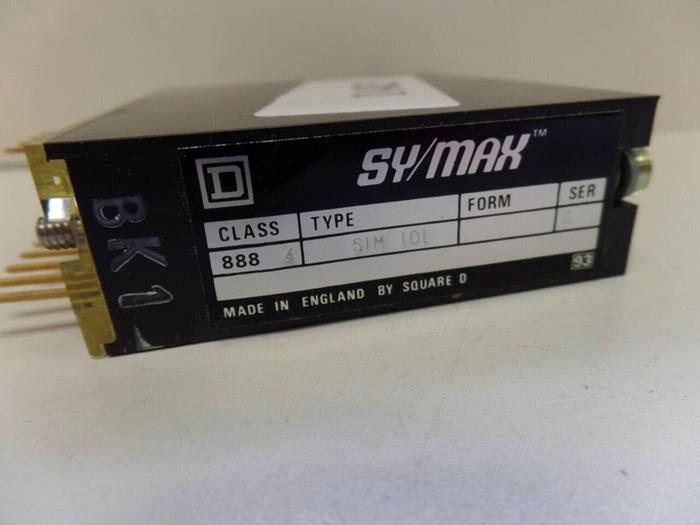 D
SY/MAX™
CLASS TYPE FORM SER
888 SIM 101 C
93
MADE IN ENGLAND BY SQUARE D
BK1